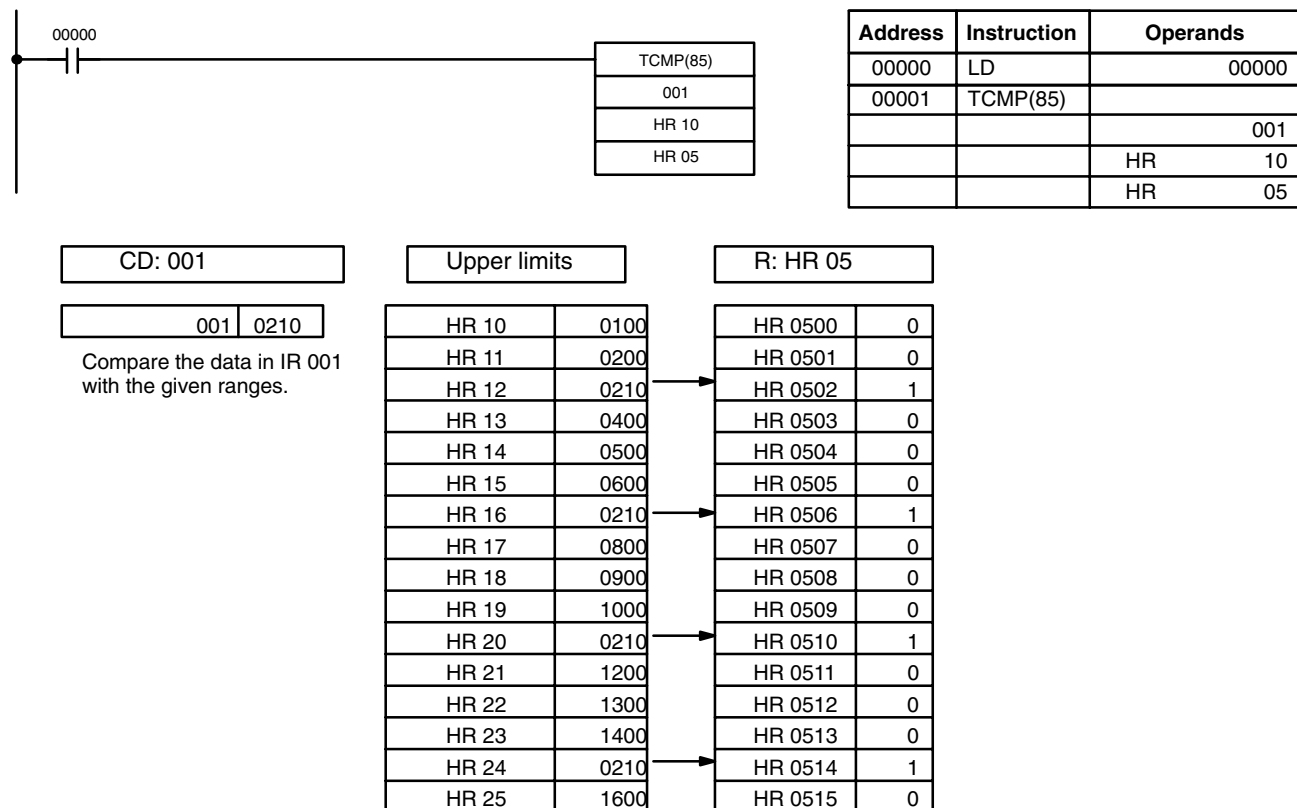 00000
TCMP(85)
001
HR 10
HR 05
Address Instruction Operands
00000 LD 00000
00001 TCMP(85)
001
HR 10
HR 05
CD: 001
001 0210
Compare the data in IR 001
with the given ranges.
Upper limits R: HR 05
HR 10 0100 HR 0500 0
HR 11 0200 HR 0501 0
HR 12 0210 HR 0502 1
HR 13 0400 HR 0503 0
HR 14 0500 HR 0504 0
HR 15 0600 HR 0505 0
HR 16 0210 HR 0506 1
HR 17 0800 HR 0507 0
HR 18 0900 HR 0508 0
HR 19 1000 HR 0509 0
HR 20 0210 HR 0510 1
HR 21 1200 HR 0511 0
HR 22 1300 HR 0512 0
HR 23 1400 HR 0513 0
HR 24 0210 HR 0514 1
HR 25 1600 HR 0515 0